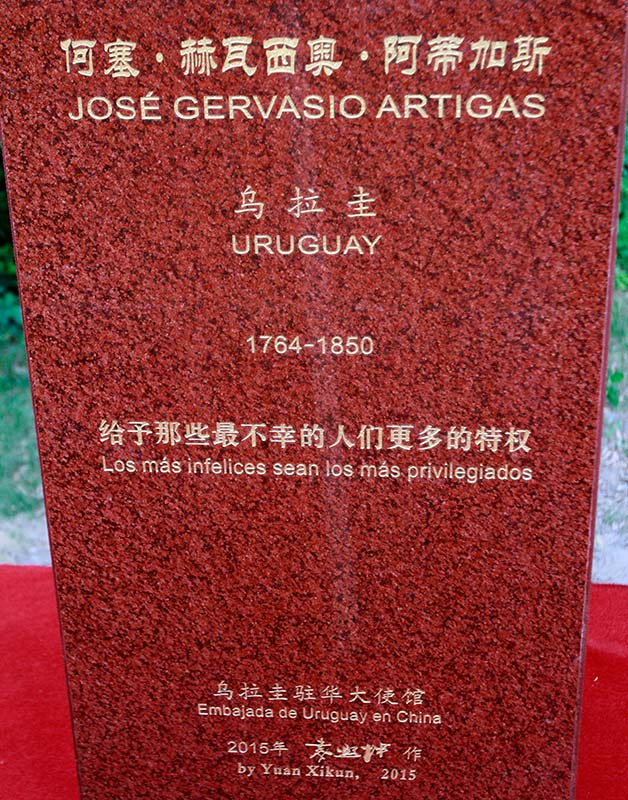 何塞·赫瓦西奥·阿蒂加斯
JOSÉ GERVASIO ARTIGAS
乌拉圭
URUGUAY
1764-1850
给予那些最不幸的人们更多的特权
Los más infelices sean los más privilegiados
乌拉圭驻华大使馆
Embajada de Uruguay en China
2015年 袁熙坤 作
by Yuan Xikun, 2015